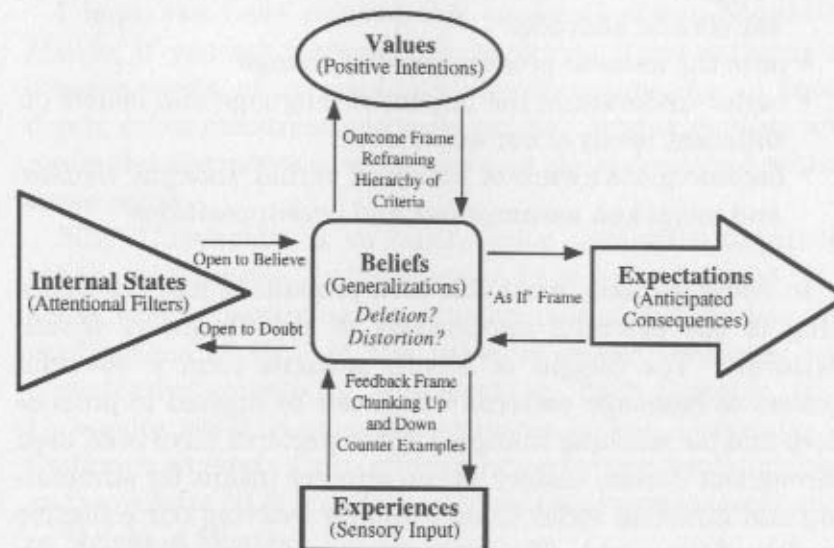 Values
(Positive Intentions)
Outcome Frame
Reframing
Hierarchy of
Criteria
Internal States
(Attentional Filters)
Open to Believe
Open to Doubt
Beliefs
(Generalizations)
Deletion?
Distortion?
"As If" Frame
Expectations
(Anticipated
Consequences)
Feedback Frame
Chunking Up
and Down
Counter Examples
Experiences
(Sensory Input)